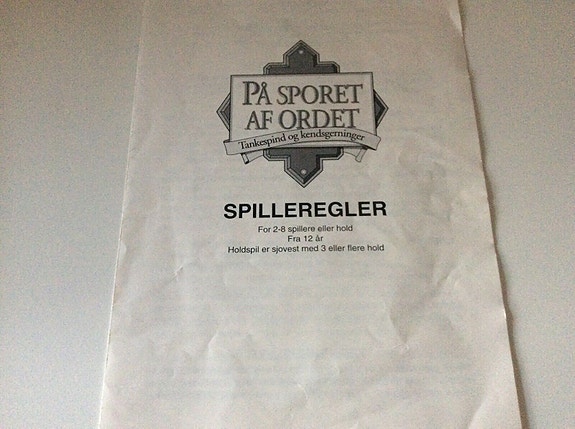 PÅ SPORET
AF ORDET
Tankespind og kendsgerninger
SPILLEREGLER
For 2-8 spillere eller hold
Fra 12 år
Holdspil er sjovest med 3 eller flere hold